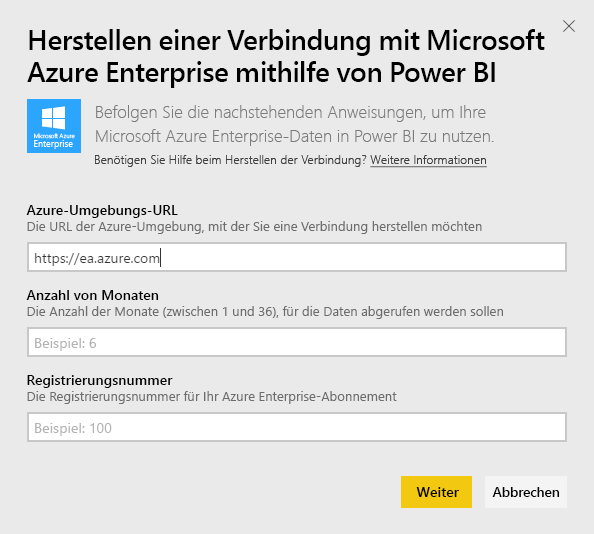 Herstellen einer Verbindung mit Microsoft
Azure Enterprise mithilfe von Power BI
Microsoft Azure
Enterprise
Befolgen Sie die nachstehenden Anweisungen, um Ihre
Microsoft Azure Enterprise-Daten in Power BI zu nutzen.
Benötigen Sie Hilfe beim Herstellen der Verbindung? Weitere Informationen
Azure-Umgebungs-URL
Die URL der Azure-Umgebung, mit der Sie eine Verbindung herstellen möchten
https://ea.azure.com
Anzahl von Monaten
Die Anzahl der Monate (zwischen 1 und 36), für die Daten abgerufen werden sollen
Beispiel: 6
Registrierungsnummer
Die Registrierungsnummer für Ihr Azure Enterprise-Abonnement
Beispiel: 100
Weiter Abbrechen